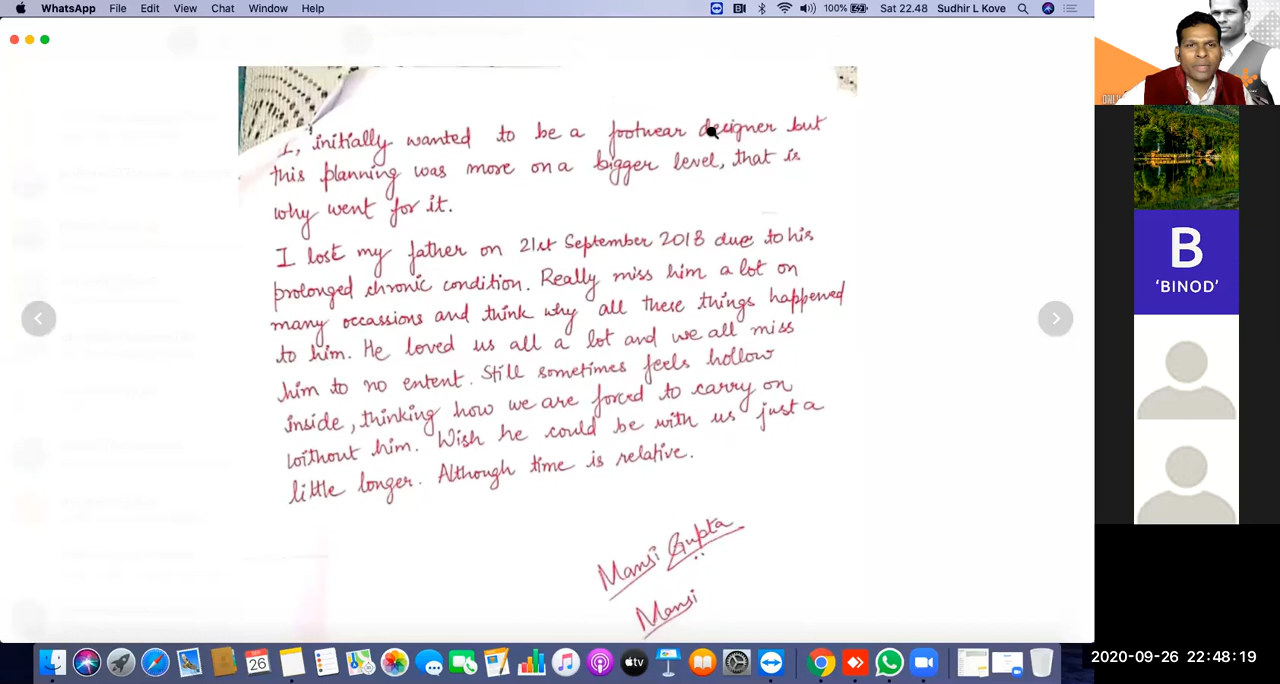 WhatsApp File Edit View Chat Window Help 100% Sat 22.48 Sudhir L Kove
I, initially wanted to be a footwear designer but
this planning was more on a bigger level, that is
why went for it.
I lost my father on 21st September 2018 due to his
prolonged chronic condition. Really miss him a lot on
many occassions and think why all these things happened
to him. He loved us all a lot and we all miss
him to no entent. Still sometimes feels hollow
inside, thinking how we are forced to carry on
without him. Wish he could be with us just a
little longer. Although time is relative.
Mansi Gupta
Mansi
B
'BINOD'
SEP
26
tv
2020-09-26 22:48:19